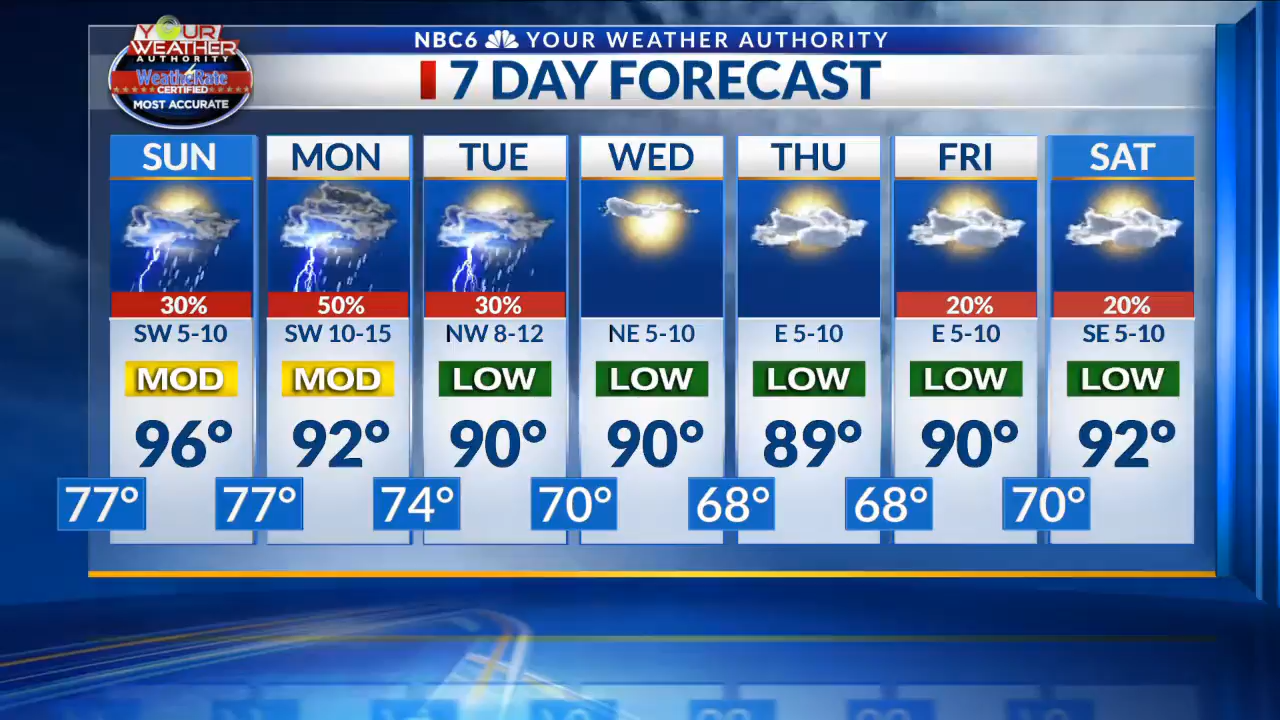 YOUR
WEATHER
AUTHORITY
WeatheRate
CERTIFIED
MOST ACCURATE
NBC6 YOUR WEATHER AUTHORITY
7 DAY FORECAST
SUN MON TUE WED THU FRI SAT
30% 50% 30% 20% 20%
SW 5-10 SW 10-15 NW 8-12 NE 5-10 E 5-10 E 5-10 SE 5-10
MOD MOD LOW LOW LOW LOW LOW
96° 92° 90° 90° 89° 90° 92°
77° 77° 74° 70° 68° 68° 70°